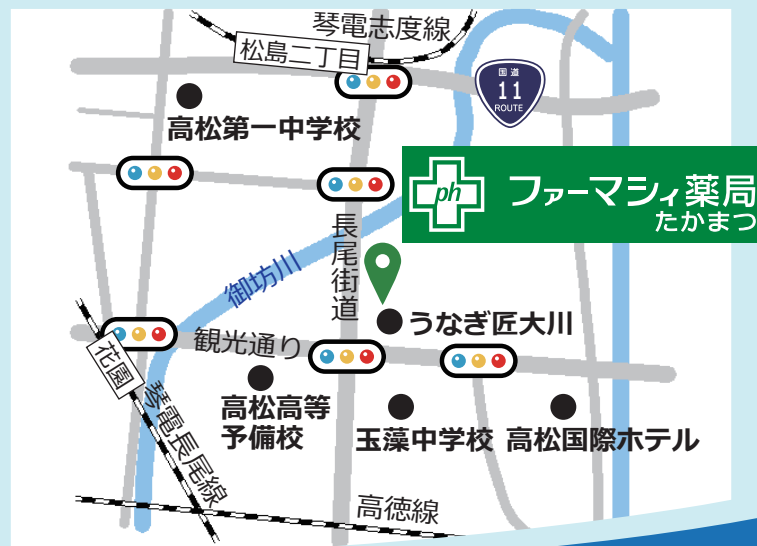 琴電志度線
松島二丁目
国道
11
ROUTE
高松第一中学校
ph
ファーマシィ薬局
たかまつ
長尾街道
御坊川
うなぎ匠大川
観光通り
花園
高松高等
予備校
玉藻中学校
高松国際ホテル
琴電長尾線
高徳線